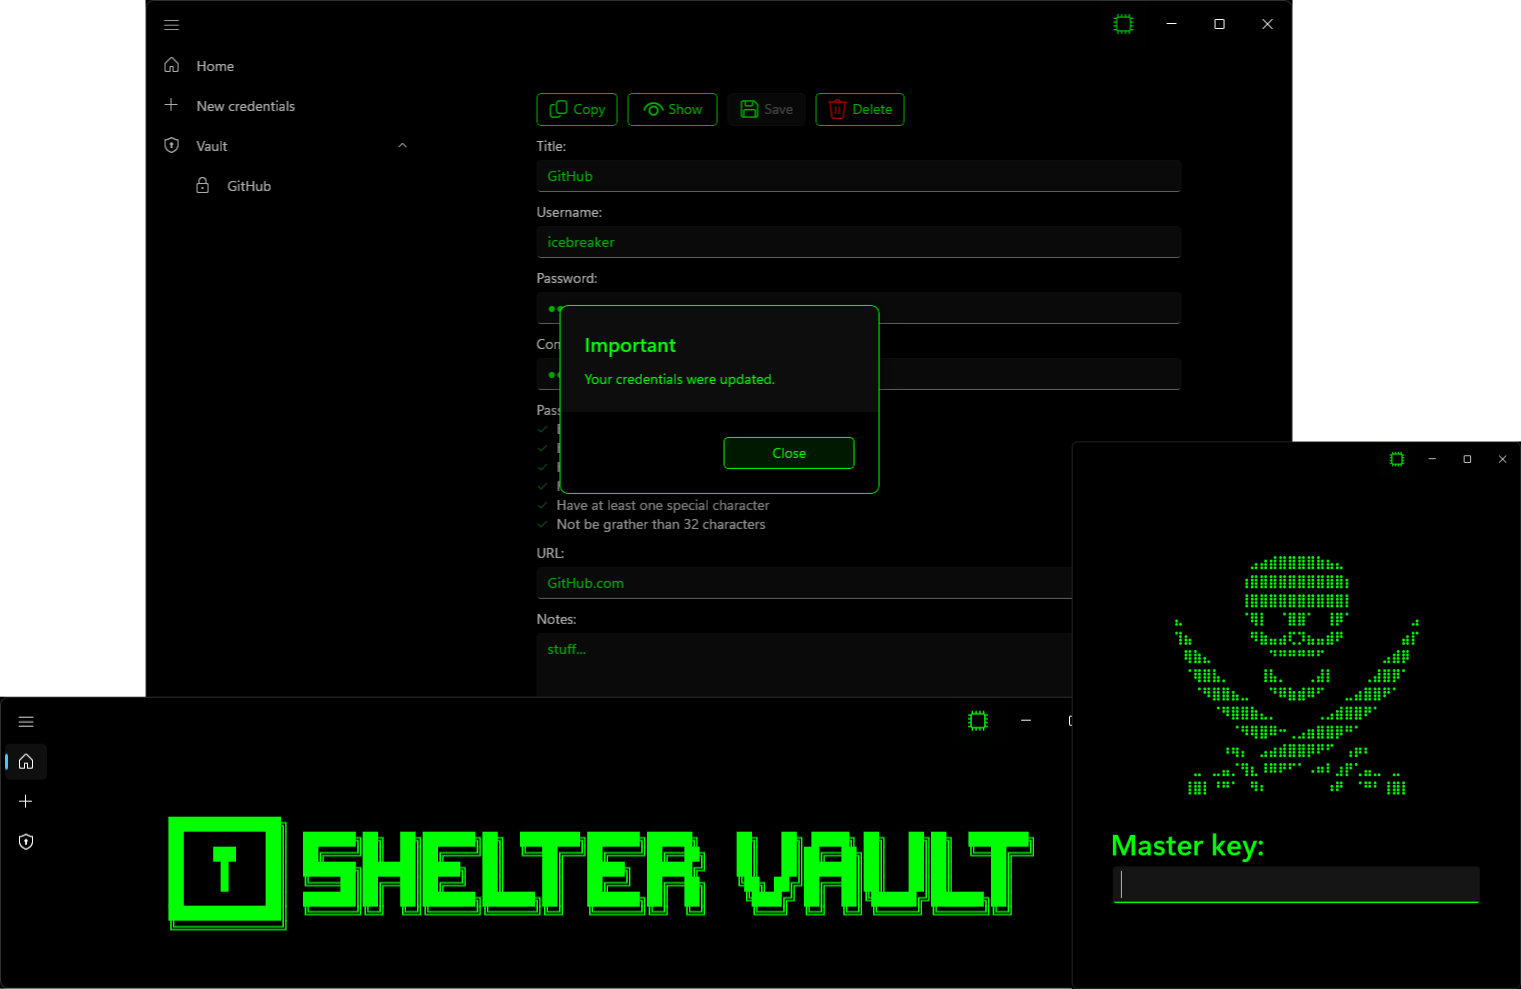 Home
New credentials
Vault
GitHub
Copy
Show
Save
Delete
Title:
GitHub
Username:
icebreaker
Password:
Important
Your credentials were updated.
Close
Have at least one special character
Not be grather than 32 characters
URL:
GitHub.com
Notes:
stuff...
SHELTER VAULT
Master key: